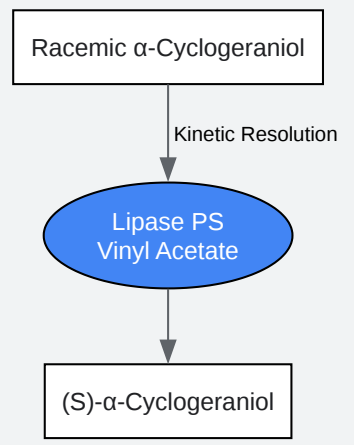 Racemic α-Cyclogeraniol
Kinetic Resolution
Lipase PS
Vinyl Acetate
(S)-α-Cyclogeraniol